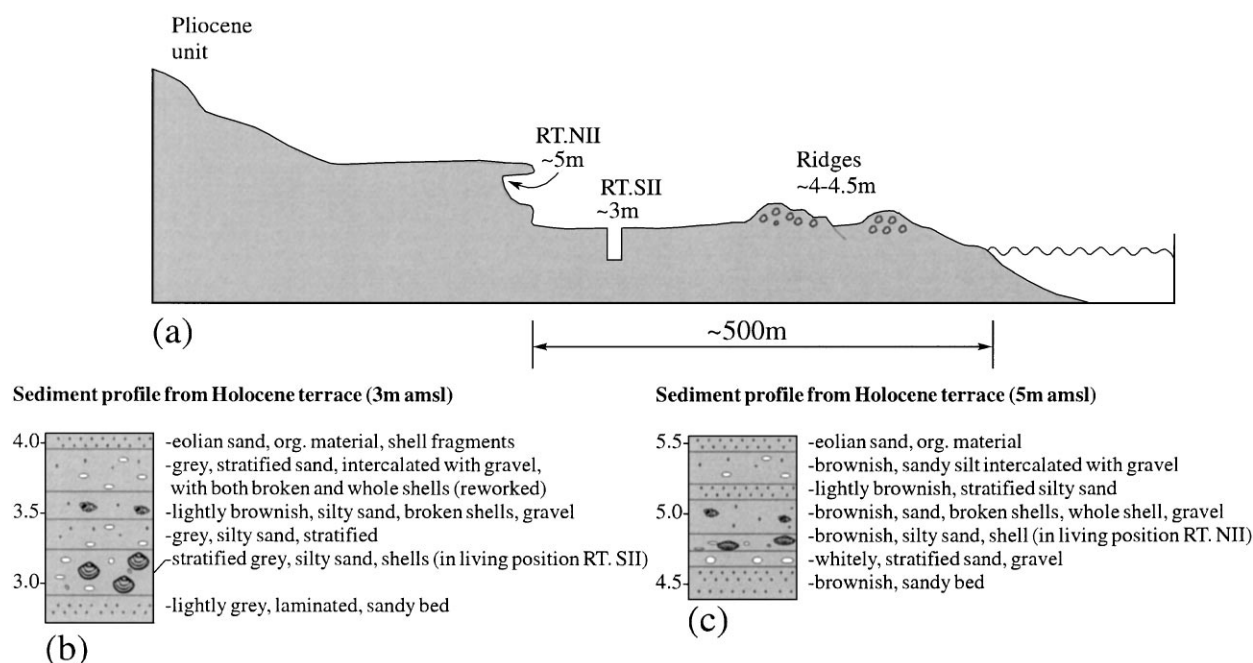 Pliocene
unit
RT.NII
~5m
RT.SII
~3m
Ridges
~4-4.5m
(a)
~500m
Sediment profile from Holocene terrace (3m amsl)
4.0
-eolian sand, org. material, shell fragments
-grey, stratified sand, intercalated with gravel,
with both broken and whole shells (reworked)
3.5
-lightly brownish, silty sand, broken shells, gravel
-grey, silty sand, stratified
-stratified grey, silty sand, shells (in living position RT. SII)
3.0
-lightly grey, laminated, sandy bed
(b)
Sediment profile from Holocene terrace (5m amsl)
5.5
-eolian sand, org. material
-brownish, sandy silt intercalated with gravel
-lightly brownish, stratified silty sand
5.0
-brownish, sand, broken shells, whole shell, gravel
-brownish, silty sand, shell (in living position RT. NII)
-whitely, stratified sand, gravel
4.5
-brownish, sandy bed
(c)